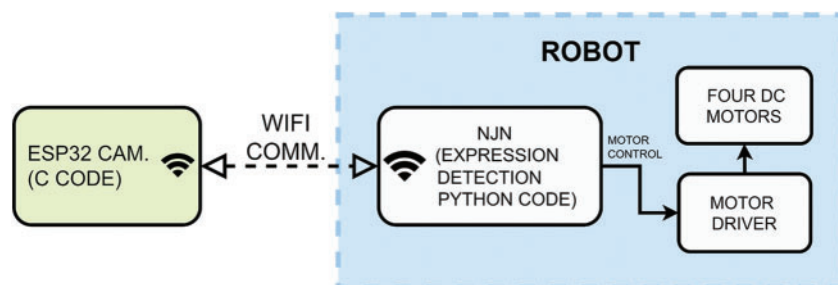 ROBOT
ESP32 CAM.
(C CODE)
WIFI
COMM.
NJN
(EXPRESSION
DETECTION
PYTHON CODE)
MOTOR
CONTROL
FOUR DC
MOTORS
MOTOR
DRIVER